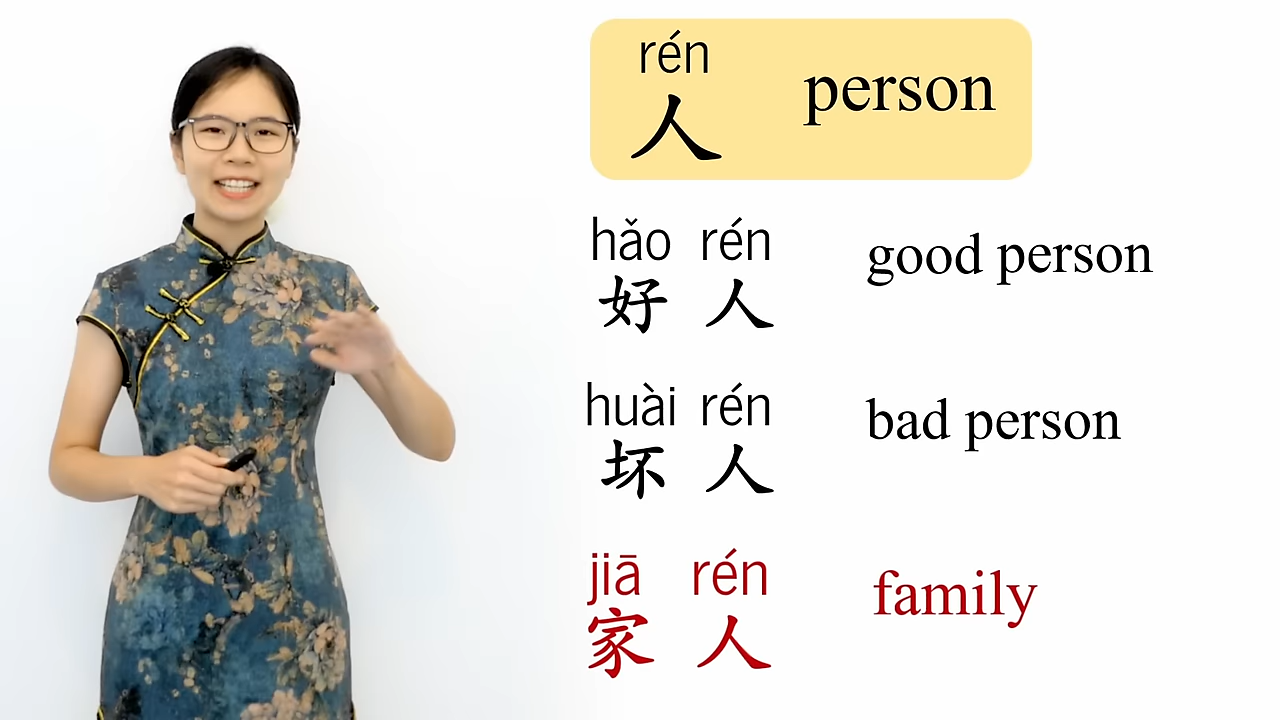 rén
人 person
hǎo rén
好 人 good person
huài rén
坏 人 bad person
jiā rén
家 人 family